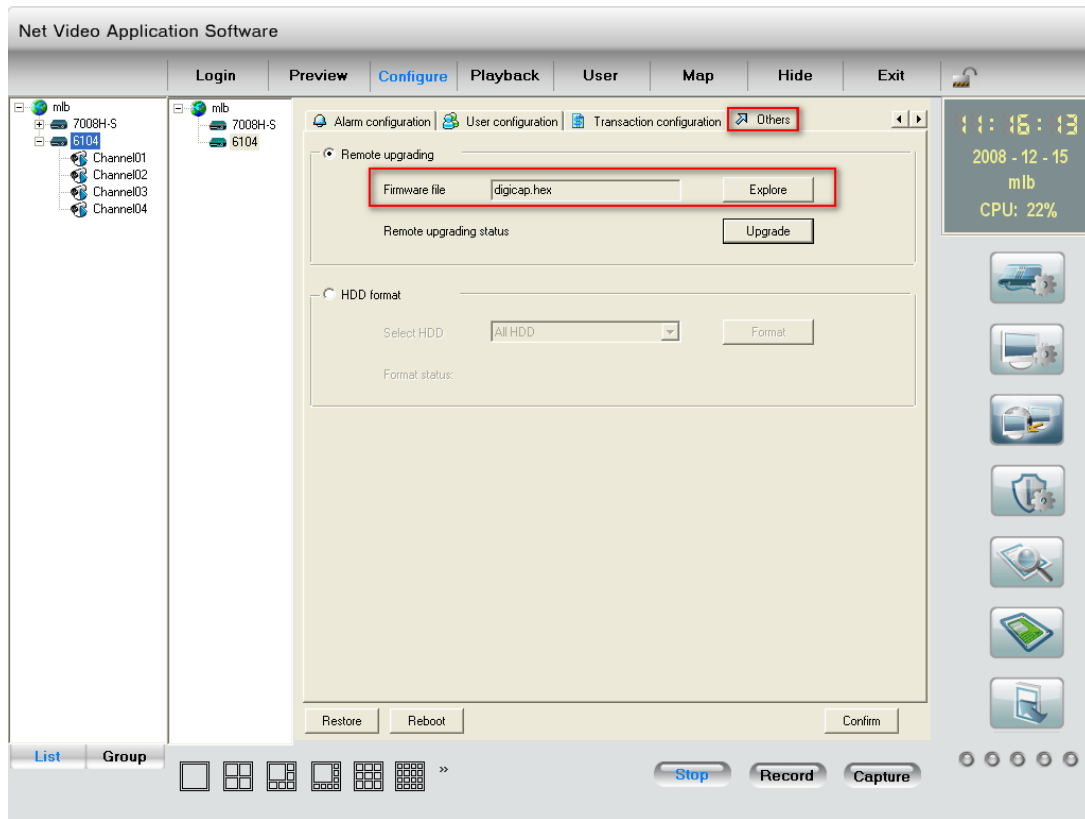 Net Video Application Software
Login Preview Configure Playback User Map Hide Exit
mlb
7008H-S
6104
Channel01
Channel02
Channel03
Channel04
mlb
7008H-S
6104
Alarm configuration User configuration Transaction configuration Others
Remote upgrading
Firmware file digicap.hex Explore
Remote upgrading status Upgrade
HDD format
Select HDD All HDD Format
Format status:
Restore Reboot Confirm
11:16:13
2008 - 12 - 15
mlb
CPU: 22%
List Group
»
Stop Record Capture